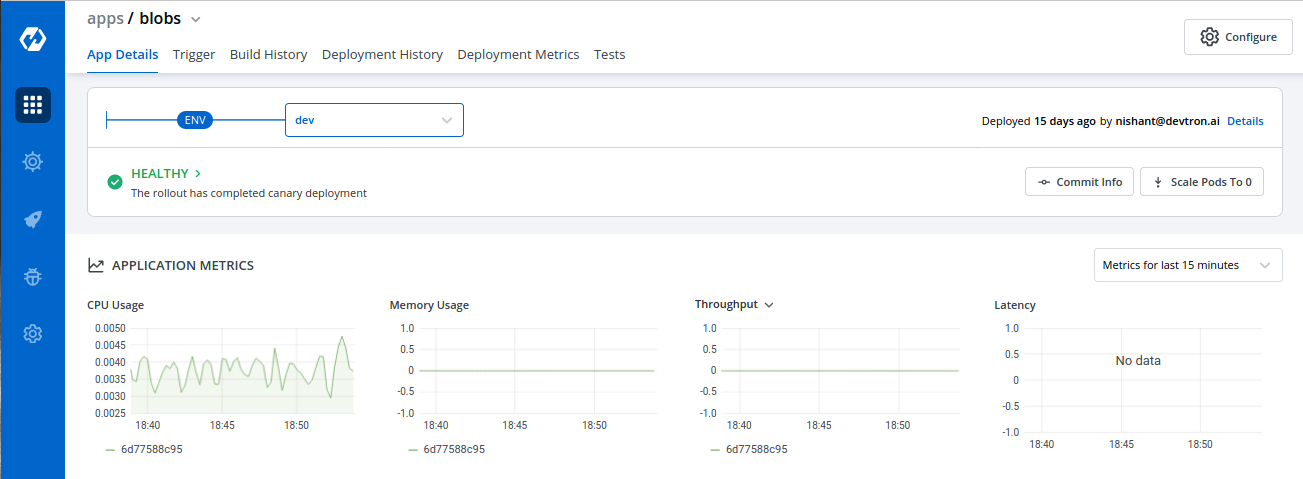 apps / blobs
Configure
App Details Trigger Build History Deployment History Deployment Metrics Tests
ENV dev
Deployed 15 days ago by nishant@devtron.ai Details
HEALTHY
The rollout has completed canary deployment
Commit Info Scale Pods To 0
APPLICATION METRICS
Metrics for last 15 minutes
CPU Usage
0.0050
0.0045
0.0040
0.0035
0.0030
0.0025
18:40 18:45 18:50
6d77588c95
Memory Usage
1.0
0.5
0
-0.5
-1.0
18:40 18:45 18:50
6d77588c95
Throughput
1.0
0.5
0
-0.5
-1.0
18:40 18:45 18:50
6d77588c95
Latency
1.0
0.5
0
-0.5
-1.0
No data
18:40 18:45 18:50